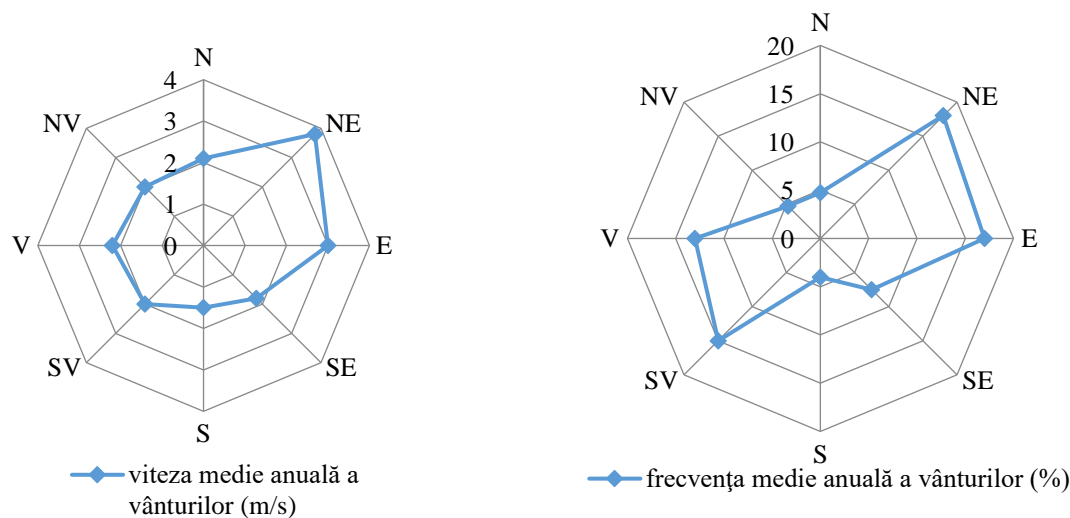 N
4
3
2
1
0
NV
NE
V
E
SV
SE
S
viteza medie anuală a
vânturilor (m/s)
N
20
15
10
5
0
NV
NE
V
E
SV
SE
S
frecvenţa medie anuală a vânturilor (%)